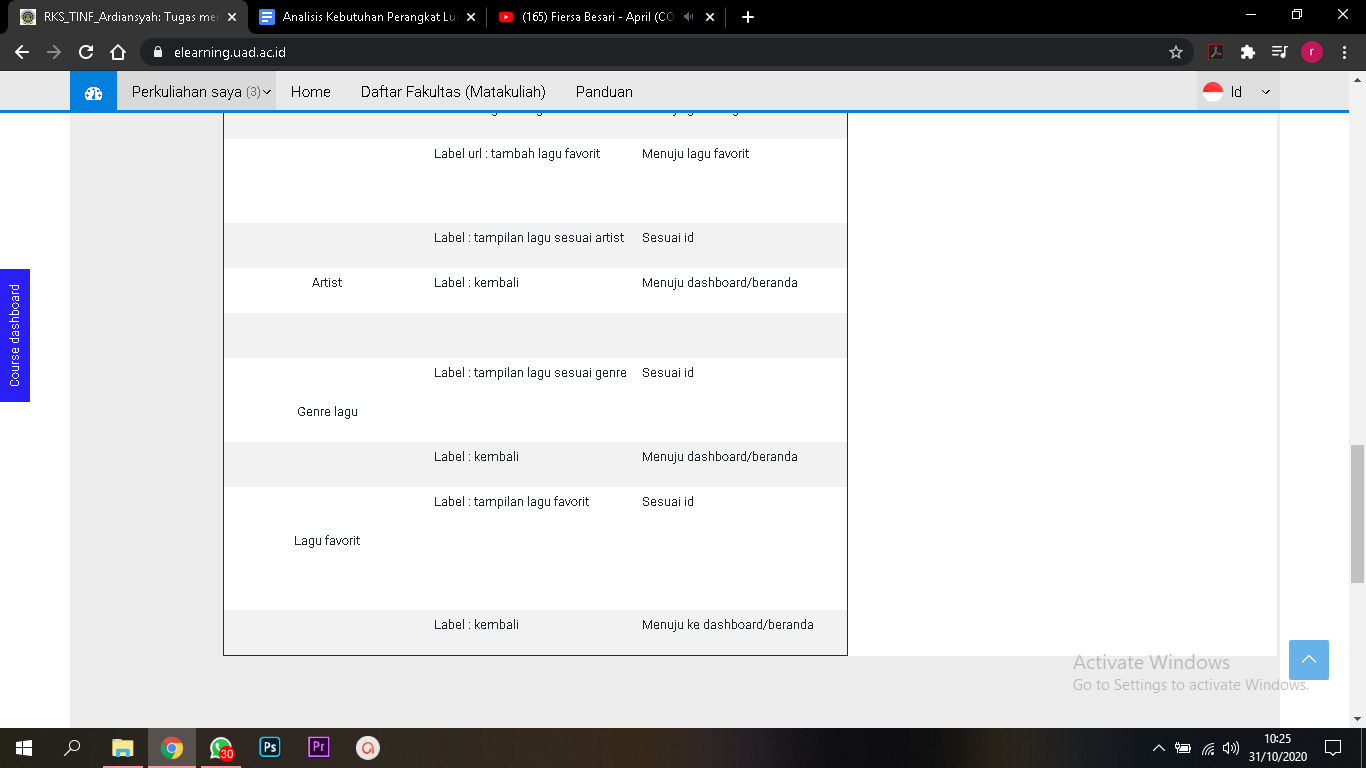 RKS_TINF_Ardiansyah: Tugas mer
Analisis Kebutuhan Perangkat Lu
(165) Fiersa Besari - April (CO
elearning.uad.ac.id
r
Perkuliahan saya (3)
Home
Daftar Fakultas (Matakuliah)
Panduan
Id
Label url : tambah lagu favorit Menuju lagu favorit
Label : tampilan lagu sesuai artist Sesuai id
Artist Label : kembali Menuju dashboard/beranda
Label : tampilan lagu sesuai genre Sesuai id
Genre lagu
Label : kembali Menuju dashboard/beranda
Label : tampilan lagu favorit Sesuai id
Lagu favorit
Label : kembali Menuju ke dashboard/beranda
Course dashboard
Activate Windows
Go to Settings to activate Windows.
30
Ps
Pr
10:25
31/10/2020